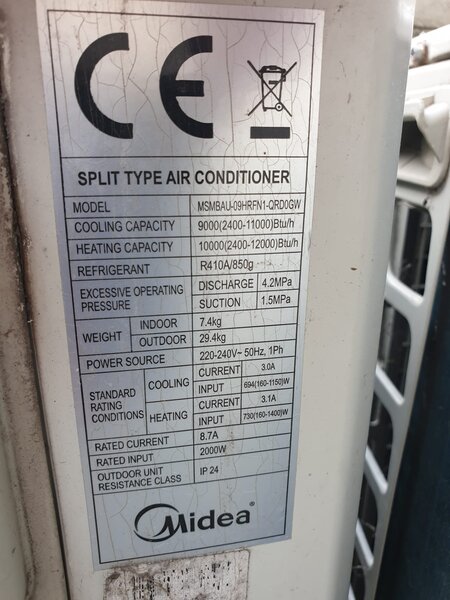 CE
SPLIT TYPE AIR CONDITIONER
MODEL MSMBAU-09HRFN1-QRD0GW
COOLING CAPACITY 9000(2400-11000)Btu/h
HEATING CAPACITY 10000(2400-12000)Btu/h
REFRIGERANT R410A/850g
EXCESSIVE OPERATING PRESSURE DISCHARGE 4.2MPa
SUCTION 1.5MPa
WEIGHT INDOOR 7.4kg
OUTDOOR 29.4kg
POWER SOURCE 220-240V~ 50Hz, 1Ph
STANDARD RATING CONDITIONS COOLING CURRENT 3.0A
INPUT 694(160-1150)W
HEATING CURRENT 3.1A
INPUT 730(160-1400)W
RATED CURRENT 8.7A
RATED INPUT 2000W
OUTDOOR UNIT RESISTANCE CLASS IP 24
Midea®